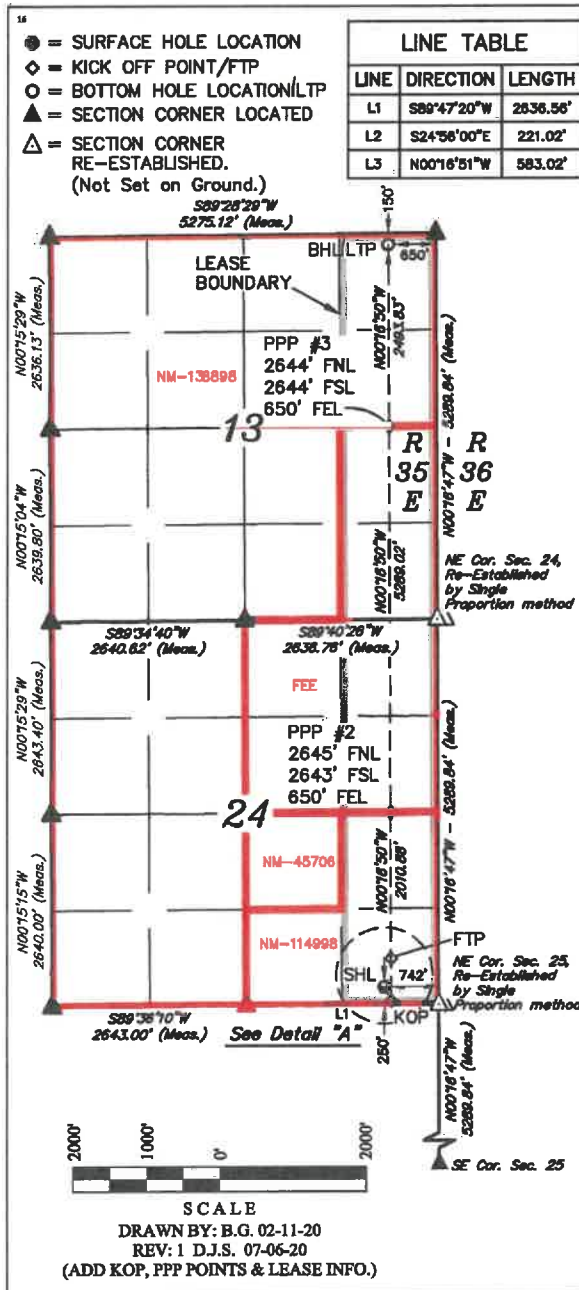 16
● = SURFACE HOLE LOCATION
◇ = KICK OFF POINT/FTP
○ = BOTTOM HOLE LOCATION/LTP
▲ = SECTION CORNER LOCATED
△ = SECTION CORNER
RE-ESTABLISHED.
(Not Set on Ground.)
LINE TABLE
LINE DIRECTION LENGTH
L1 S89°47'20"W 2636.56'
L2 S24°56'00"E 221.02'
L3 N00°16'51"W 583.02'
S89°28'29"W
5275.12' (Meas.)
150'
BHL/LTP
650'
LEASE
BOUNDARY
N00°15'29"W
2636.13' (Meas.)
N00°16'50"W
2493.83'
PPP #3
2644' FNL
2644' FSL
650' FEL
NM-138898
N00°16'47"W - 5289.84' (Meas.)
13
R R
35 36
E E
N00°15'04"W
2639.80' (Meas.)
N00°16'50"W
5289.02'
NE Cor. Sec. 24,
Re-Established
by Single
Proportion method
S89°34'40"W
2640.62' (Meas.)
S89°40'26"W
2636.76' (Meas.)
FEE
N00°15'29"W
2643.40' (Meas.)
PPP #2
2645' FNL
2643' FSL
650' FEL
N00°16'47"W - 5289.84' (Meas.)
24
NM-45706
N00°16'50"W
2010.88'
N00°15'15"W
2640.00' (Meas.)
NM-114998
FTP
SHL
742'
NE Cor. Sec. 25,
Re-Established
by Single
Proportion method
L1
KOP
S89°38'10"W
2643.00' (Meas.)
See Detail "A"
250'
N00°16'47"W
5289.84' (Meas.)
SE Cor. Sec. 25
2000' 1000' 0' 2000'
SCALE
DRAWN BY: B.G. 02-11-20
REV: 1 D.J.S. 07-06-20
(ADD KOP, PPP POINTS & LEASE INFO.)